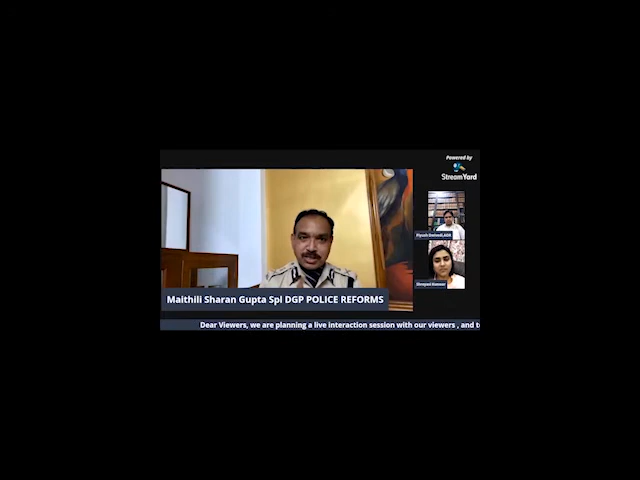 Powered by
StreamYard
Maithili Sharan Gupta Spl DGP POLICE REFORMS
Dear Viewers, we are planning a live interaction session with our viewers , and to